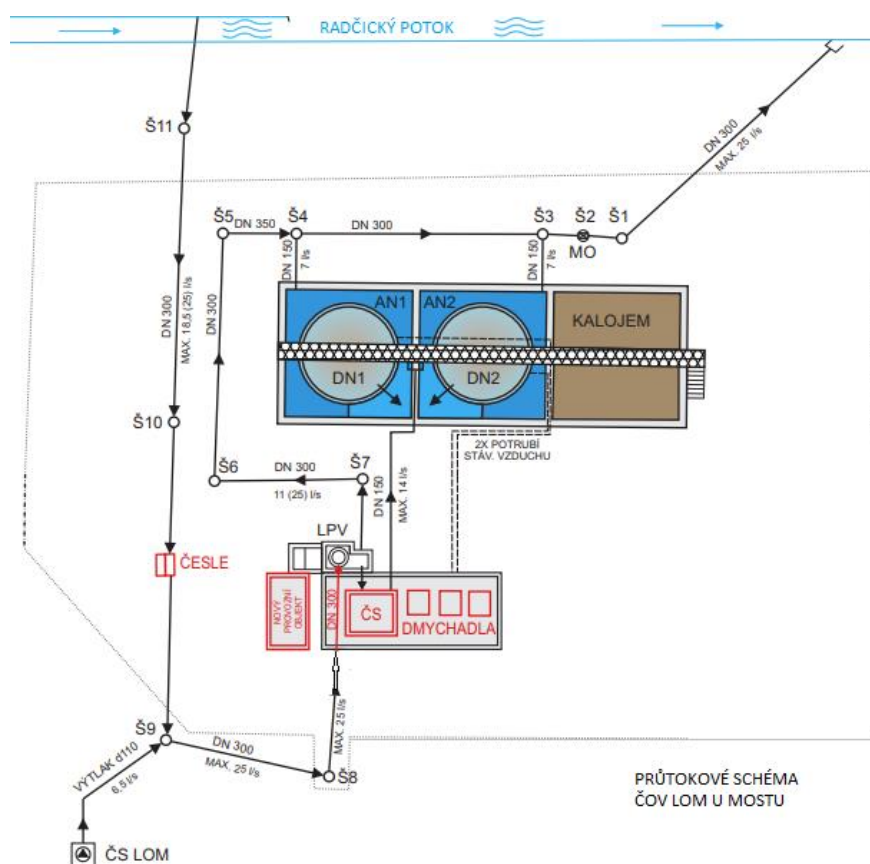 RADČICKÝ POTOK
Š11
DN 300
MAX. 25 l/s
Š5
DN 350
Š4
DN 300
Š3
Š2
Š1
MO
DN 150
7 l/s
DN 150
7 l/s
DN 300
MAX. 18,5 (25) l/s
DN 300
AN1
AN2
KALOJEM
DN1
DN2
Š10
2X POTRUBÍ
STÁV. VZDUCHU
Š6
DN 300
11 (25) l/s
Š7
DN 150
MAX. 14 l/s
LPV
ČESLE
NOVÝ
PROVOZNÍ
OBJEKT
DN 300
ČS
DMYCHADLA
Š9
DN 300
MAX. 25 l/s
MAX. 25 l/s
Š8
VÝTLAK d110
6,5 l/s
PRŮTOKOVÉ SCHÉMA
ČOV LOM U MOSTU
ČS LOM